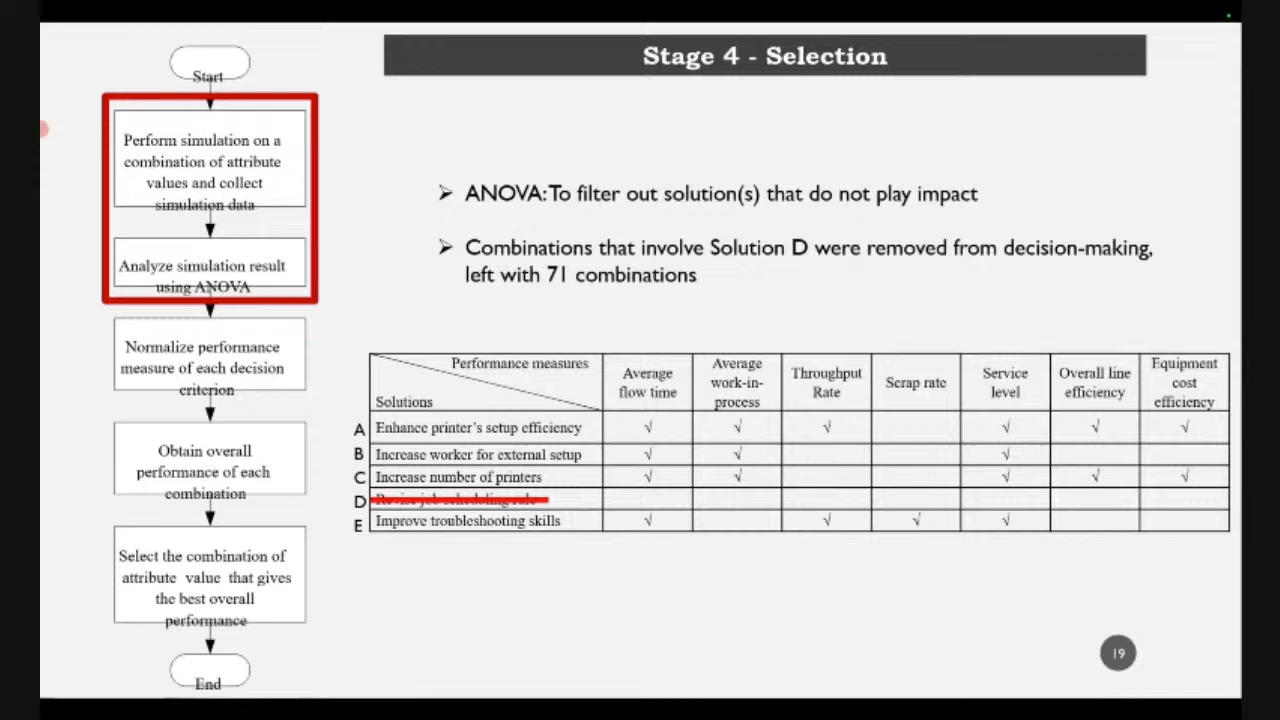 Stage 4 - Selection
Start
Perform simulation on a
combination of attribute
values and collect
simulation data
Analyze simulation result
using ANOVA
Normalize performance
measure of each decision
criterion
Obtain overall
performance of each
combination
Select the combination of
attribute value that gives
the best overall
performance
End
➢ ANOVA: To filter out solution(s) that do not play impact
➢ Combinations that involve Solution D were removed from decision-making,
left with 71 combinations
Performance measures
Solutions
Average
flow time
Average
work-in-
process
Throughput
Rate
Scrap rate
Service
level
Overall line
efficiency
Equipment
cost
efficiency
A Enhance printer's setup efficiency √ √ √ √ √ √
B Increase worker for external setup √ √ √
C Increase number of printers √ √ √ √ √
D Revise job scheduling rule
E Improve troubleshooting skills √ √ √ √
19